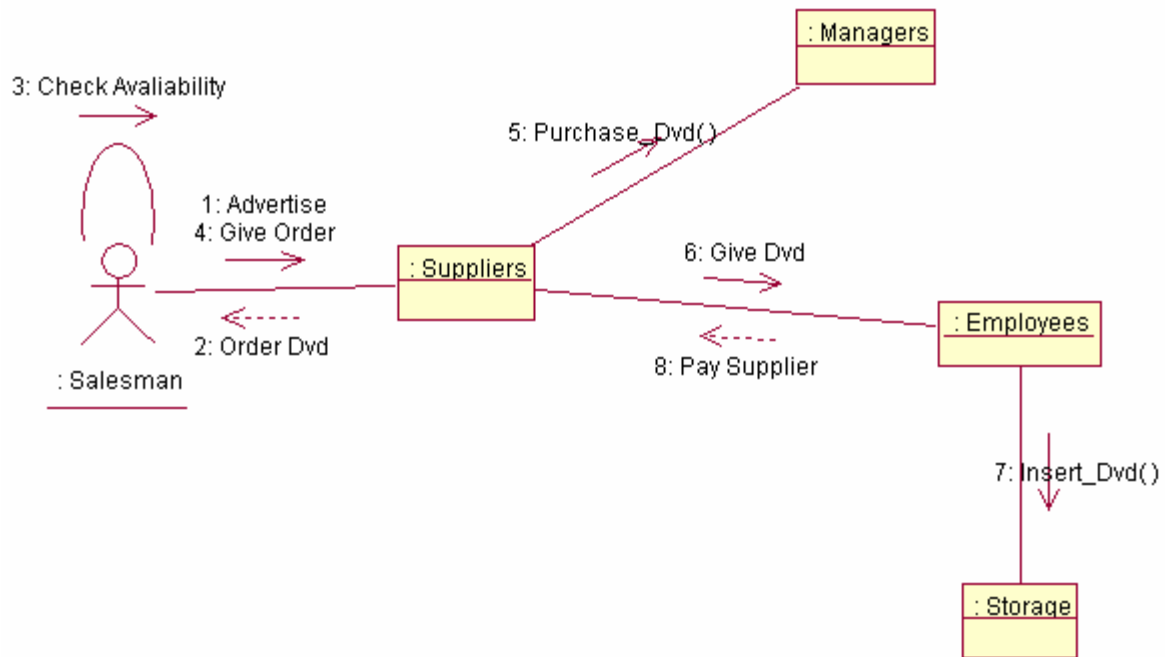 : Managers
3: Check Avaliability
5: Purchase_Dvd()
1: Advertise
4: Give Order
6: Give Dvd
: Suppliers
: Employees
2: Order Dvd
8: Pay Supplier
: Salesman
7: Insert_Dvd()
: Storage